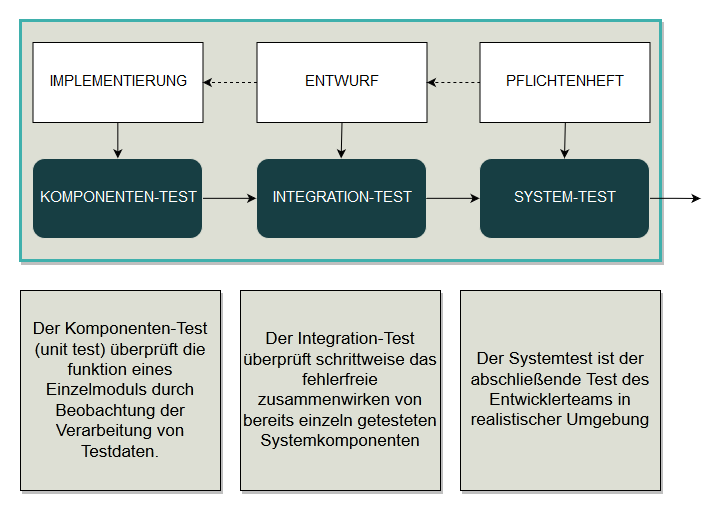 IMPLEMENTIERUNG
ENTWURF
PFLICHTENHEFT
KOMPONENTEN-TEST
INTEGRATION-TEST
SYSTEM-TEST
Der Komponenten-Test
(unit test) überprüft die
funktion eines
Einzelmoduls durch
Beobachtung der
Verarbeitung von
Testdaten.
Der Integration-Test
überprüft schrittweise das
fehlerfreie
zusammenwirken von
bereits einzeln getesteten
Systemkomponenten
Der Systemtest ist der
abschließende Test des
Entwicklerteams in
realistischer Umgebung